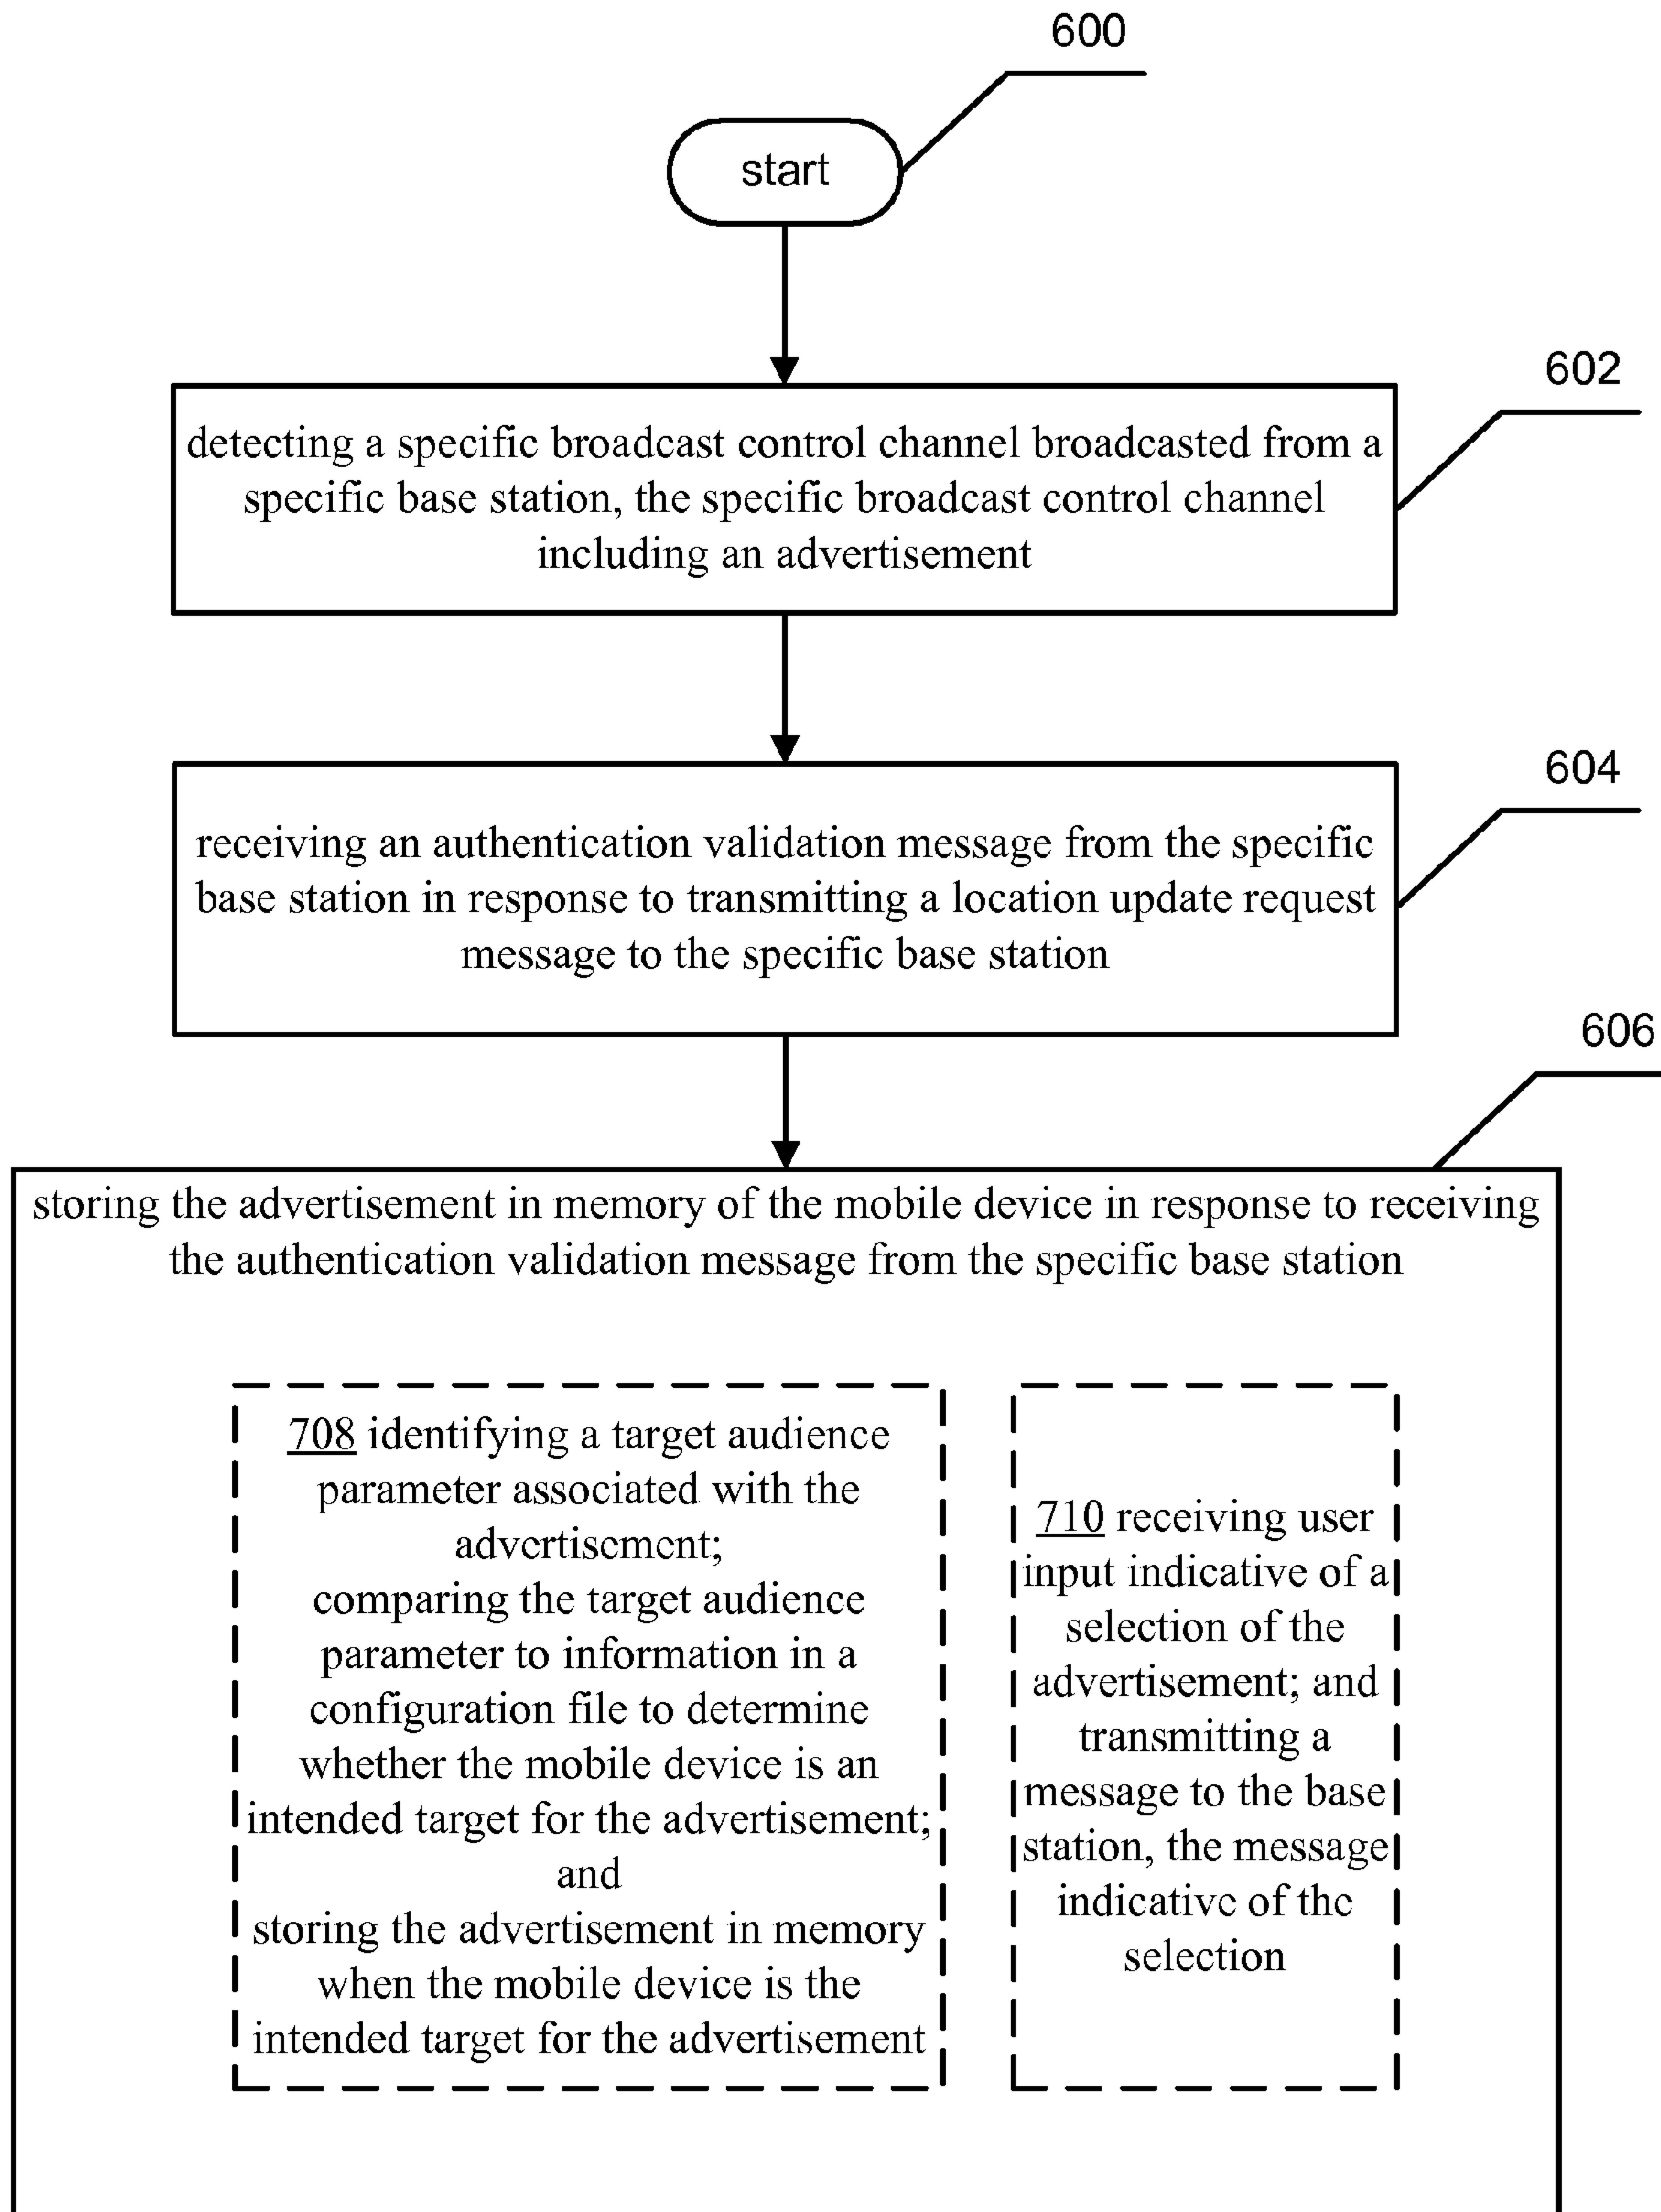 600
start
602
detecting a specific broadcast control channel broadcasted from a
specific base station, the specific broadcast control channel
including an advertisement
604
receiving an authentication validation message from the specific
base station in response to transmitting a location update request
message to the specific base station
606
storing the advertisement in memory of the mobile device in response to receiving
the authentication validation message from the specific base station
708 identifying a target audience
parameter associated with the
advertisement;
comparing the target audience
parameter to information in a
configuration file to determine
whether the mobile device is an
intended target for the advertisement;
and
storing the advertisement in memory
when the mobile device is the
intended target for the advertisement
710 receiving user
input indicative of a
selection of the
advertisement; and
transmitting a
message to the base
station, the message
indicative of the
selection